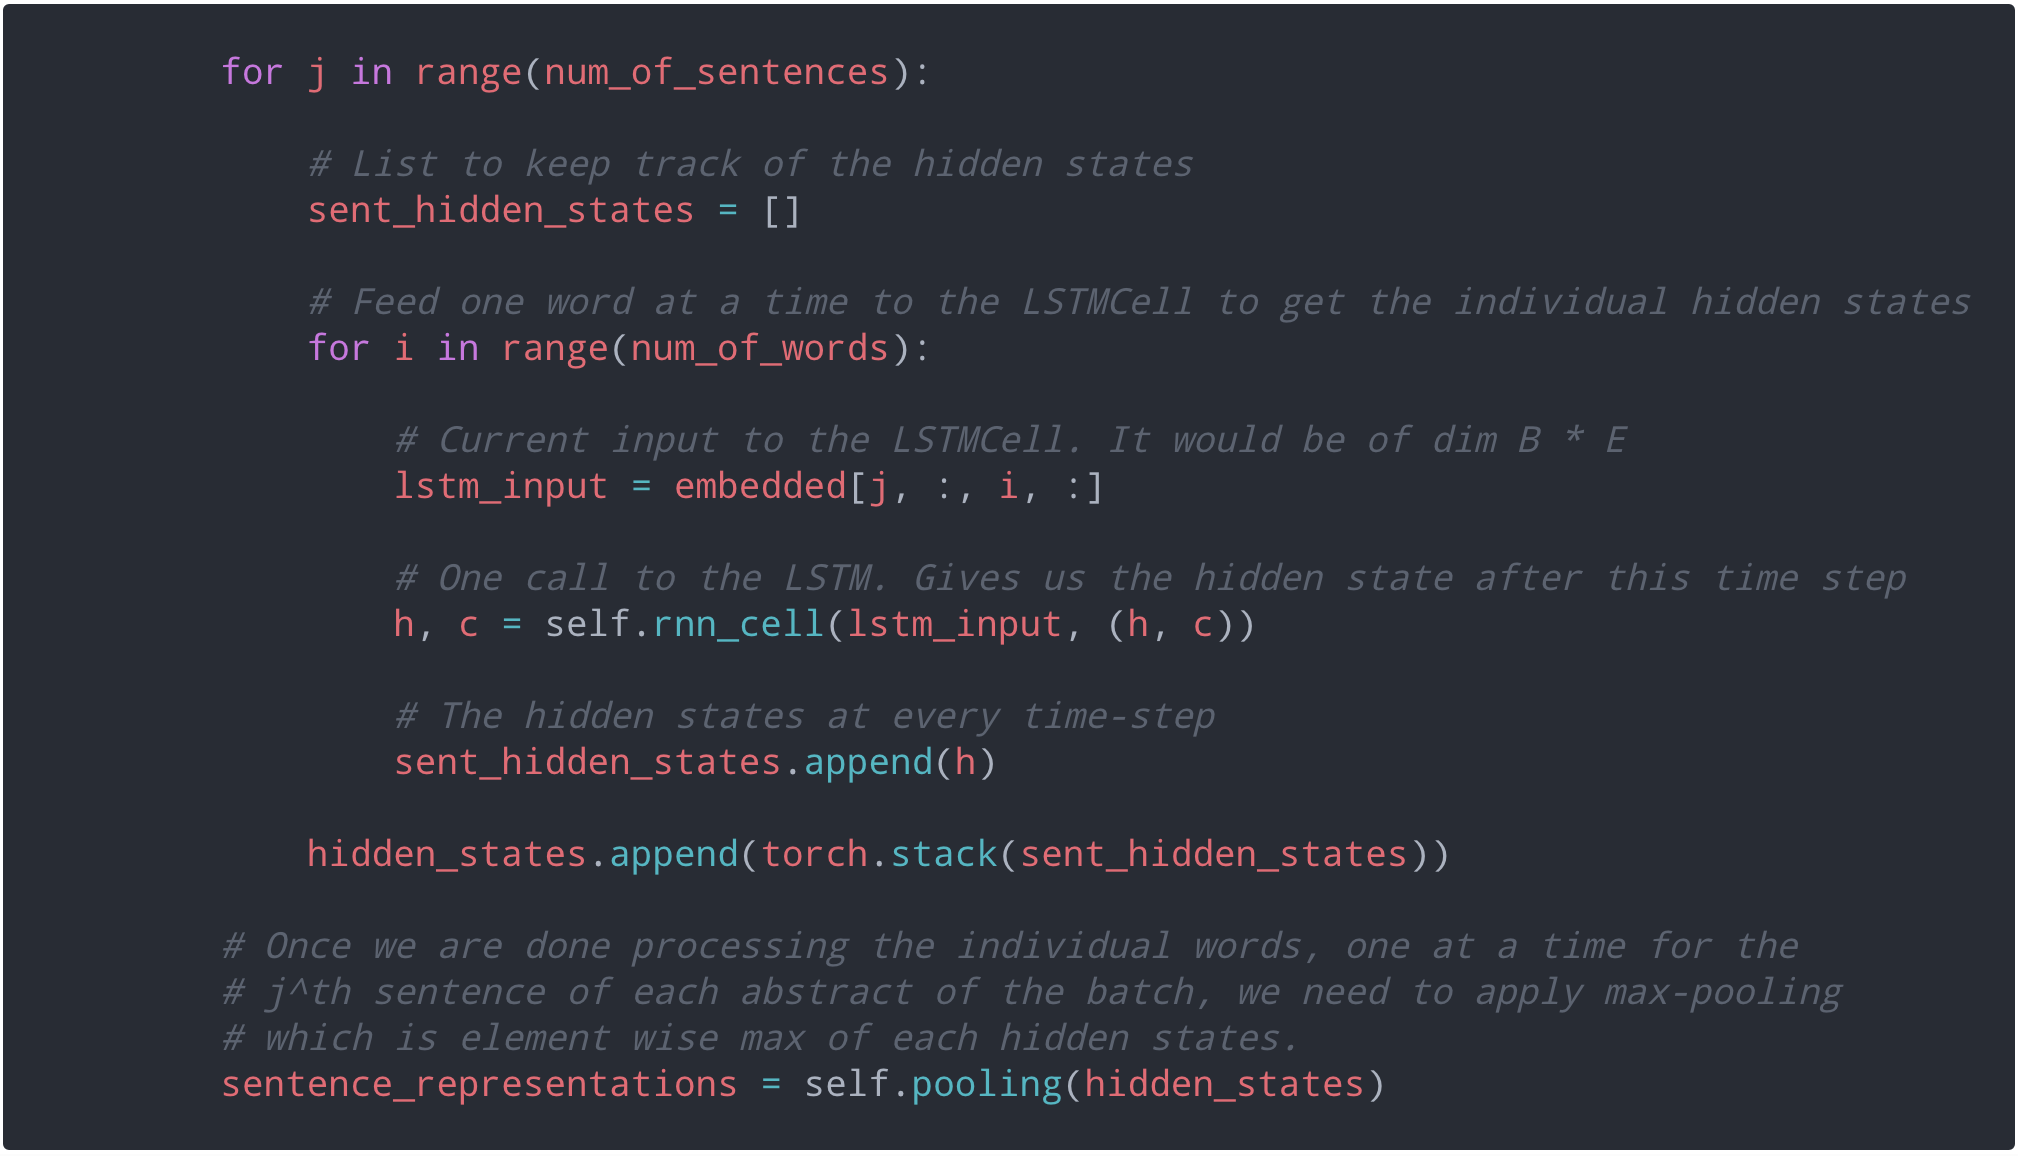 for j in range(num_of_sentences):
# List to keep track of the hidden states
sent_hidden_states = []
# Feed one word at a time to the LSTMCell to get the individual hidden states
for i in range(num_of_words):
# Current input to the LSTMCell. It would be of dim B * E
lstm_input = embedded[j, :, i, :]
# One call to the LSTM. Gives us the hidden state after this time step
h, c = self.rnn_cell(lstm_input, (h, c))
# The hidden states at every time-step
sent_hidden_states.append(h)
hidden_states.append(torch.stack(sent_hidden_states))
# Once we are done processing the individual words, one at a time for the
# j^th sentence of each abstract of the batch, we need to apply max-pooling
# which is element wise max of each hidden states.
sentence_representations = self.pooling(hidden_states)